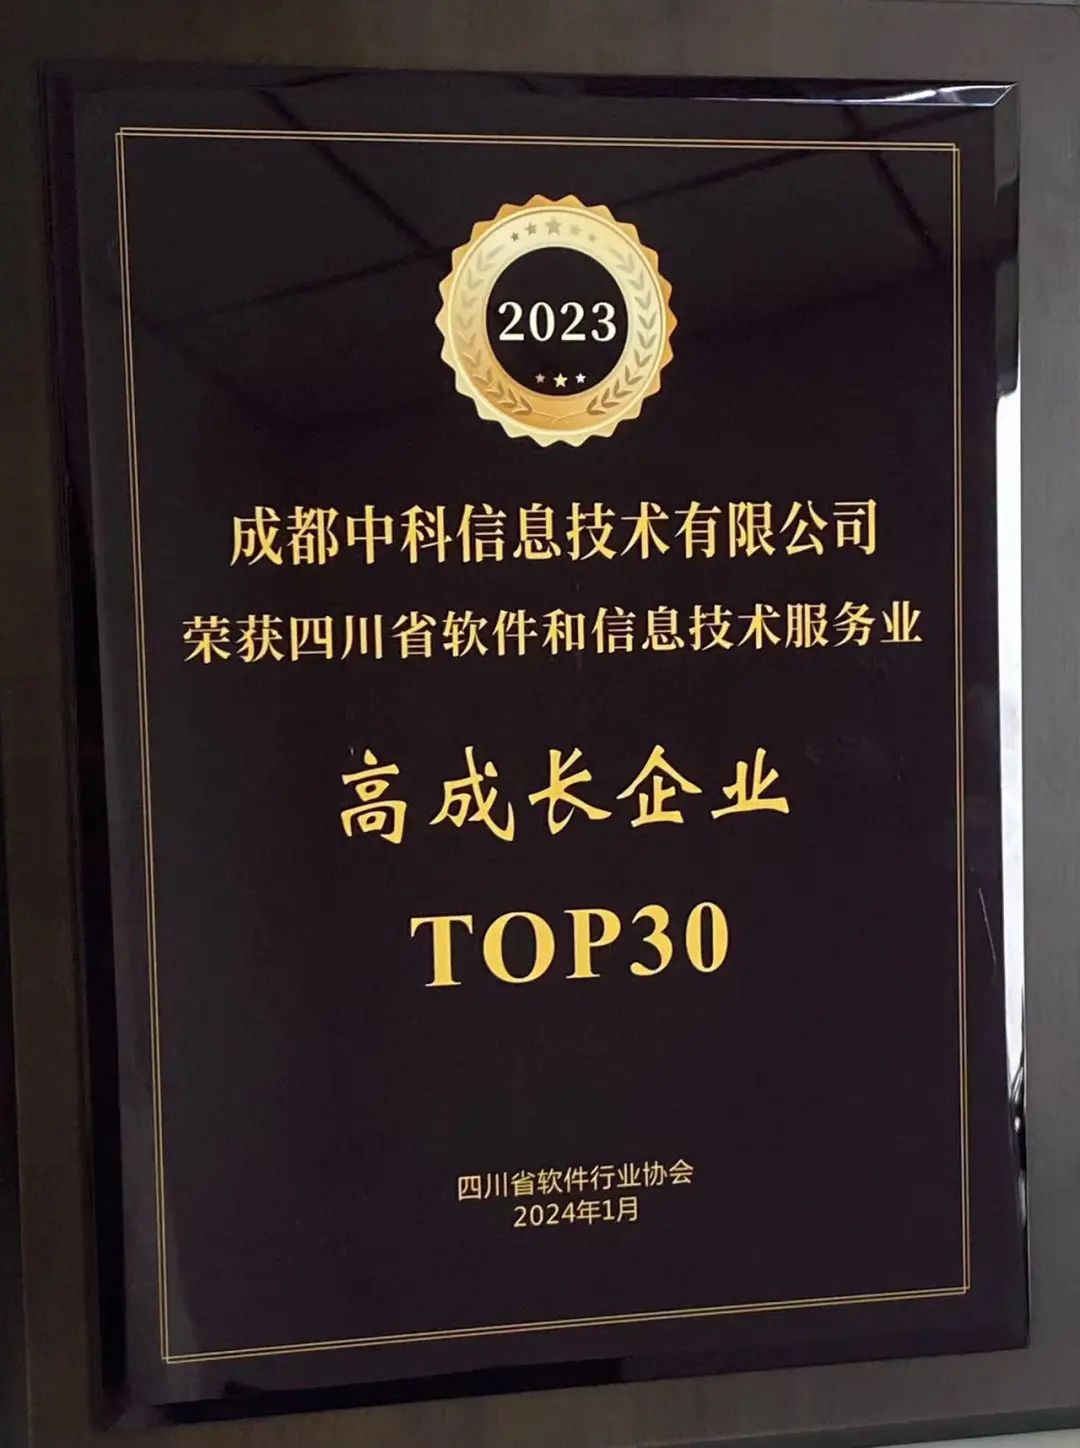 2023
成都中科信息技术有限公司
荣获四川省软件和信息技术服务业
高成长企业
TOP30
四川省软件行业协会
2024年1月